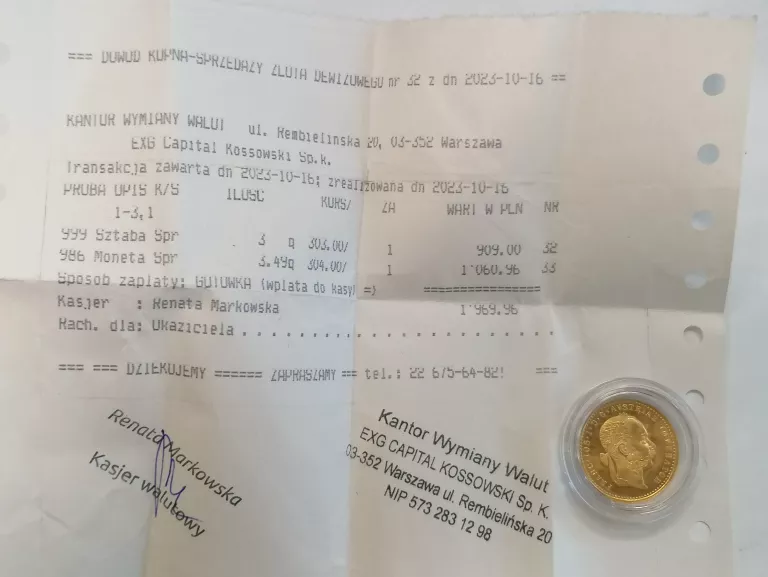 === DOWOD KUPNA-SPRZEDAZY ZLOTA DEWIZOWEGO nr 32 z dn 2023-10-16 ==
KANTOR WYMIANY WALUT ul. Rembielinska 20, 03-352 Warszawa
EXG Capital Kossowski Sp.k.
Transakcja zawarta dn 2023-10-16; zrealizowana dn 2023-10-16
PROBA OPIS K/S ILOSC KURS/ ZA WART W PLN NR
1-3,1
999 Sztaba Spr 3 g 303.00/ 1 909.00 32
986 Moneta Spr 3.49g 304.00/ 1 1'060.96 33
Sposob zaplaty: GOTOWKA (wplata do kasy) =) ================
Kasjer : Renata Markowska 1'969.96
Rach. dla: Okaziciela . . . . . . . . . . . . . . . . . . . . . . . . .
=== === DZIEKUJEMY ====== ZAPRASZAMY === tel.: 22 675-64-82! ===
Renata Markowska
Kasjer walutowy
Kantor Wymiany Walut
EXG CAPITAL KOSSOWSKI Sp. K.
03-352 Warszawa ul. Rembielińska 20
NIP 573 283 12 98